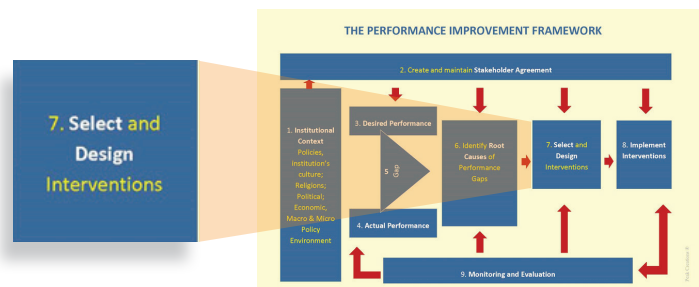 7. Select and
Design
Interventions
THE PERFORMANCE IMPROVEMENT FRAMEWORK
2. Create and maintain Stakeholder Agreement
1. Institutional
Context
Policies,
Institution's
culture;
Religions;
Political;
Economic,
Macro & Micro
Policy
Environment
3. Desired Performance
5
Gap
4. Actual Performance
6. Identify Root
Causes of
Performance
Gaps
7. Select and
Design
Interventions
8. Implement
Interventions
9. Monitoring and Evaluation